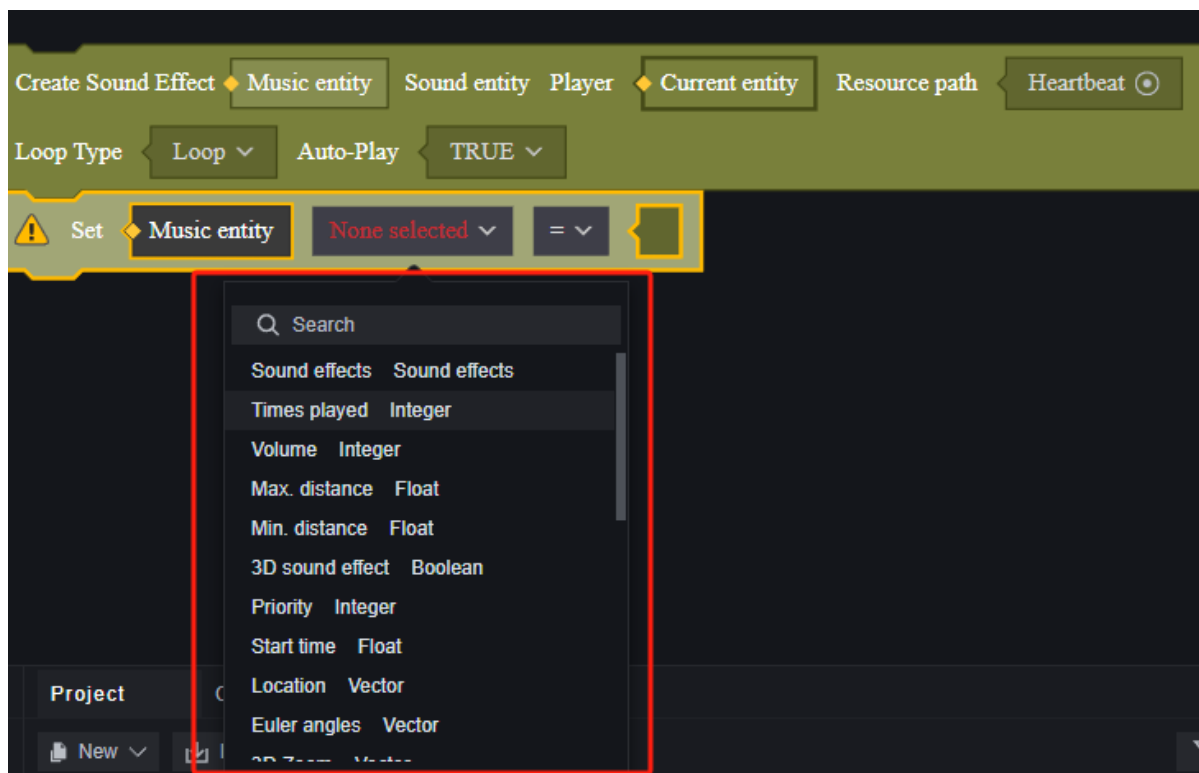 Create Sound Effect Music entity Sound entity Player Current entity Resource path Heartbeat
Loop Type Loop Auto-Play TRUE
Set Music entity None selected =
Search
Sound effects Sound effects
Times played Integer
Volume Integer
Max. distance Float
Min. distance Float
3D sound effect Boolean
Priority Integer
Start time Float
Location Vector
Euler angles Vector
Project
New